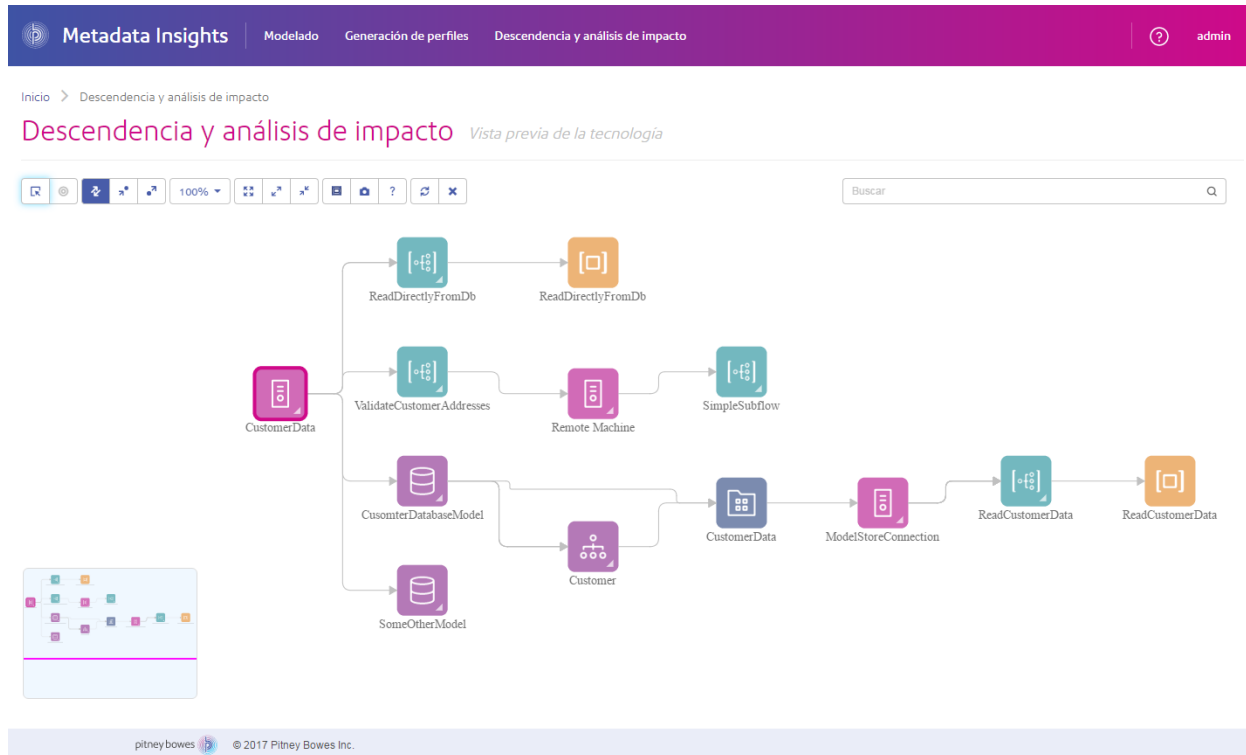 Metadata Insights Modelado Generación de perfiles Descendencia y análisis de impacto ? admin
Inicio > Descendencia y análisis de impacto
Descendencia y análisis de impacto Vista previa de la tecnología
100% ? Buscar
ReadDirectlyFromDb ReadDirectlyFromDb
ValidateCustomerAddresses SimpleSubflow
CustomerData Remote Machine
CusomterDatabaseModel ReadCustomerData ReadCustomerData
CustomerData ModelStoreConnection
Customer
SomeOtherModel
pitney bowes © 2017 Pitney Bowes Inc.